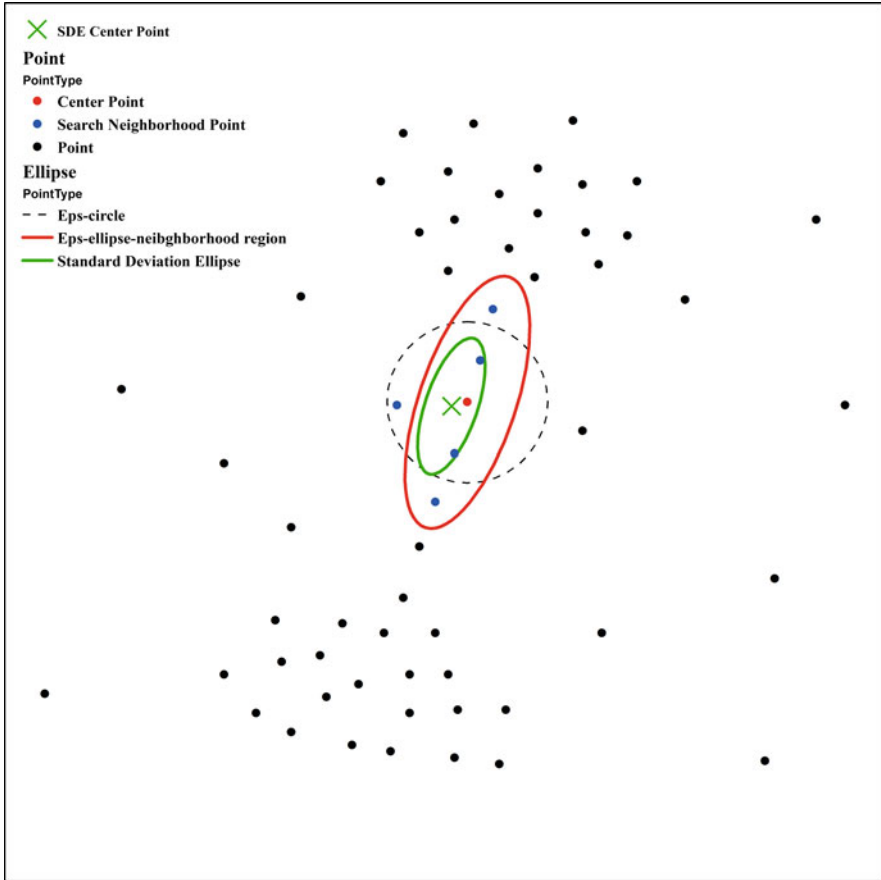 SDE Center Point
Point
PointType
Center Point
Search Neighborhood Point
Point
Ellipse
PointType
Eps-circle
Eps-ellipse-neibghborhood region
Standard Deviation Ellipse